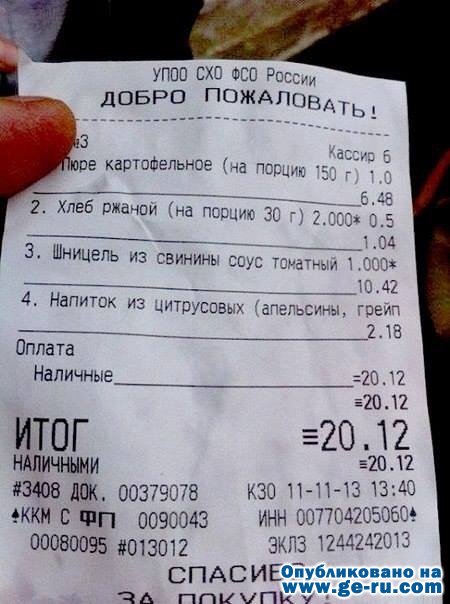 УПОО СХО ФСО России
ДОБРО ПОЖАЛОВАТЬ!
№3 Кассир 6
Пюре картофельное (на порцию 150 г) 1.0
6.48
2. Хлеб ржаной (на порцию 30 г) 2.000* 0.5
1.04
3. Шницель из свинины соус томатный 1.000*
10.42
4. Напиток из цитрусовых (апельсины, грейп
2.18
Оплата
Наличные =20.12
≡20.12
ИТОГ ≡20.12
НАЛИЧНЫМИ ≡20.12
#3408 ДОК. 00379078 К30 11-11-13 13:40
♠ККМ С ФП 0090043 ИНН 007704205060♠
00080095 #013012 ЭКЛЗ 1244242013
СПАСИБО
ЗА ПОКУПКУ!
Опубликовано на
www.ge-ru.com